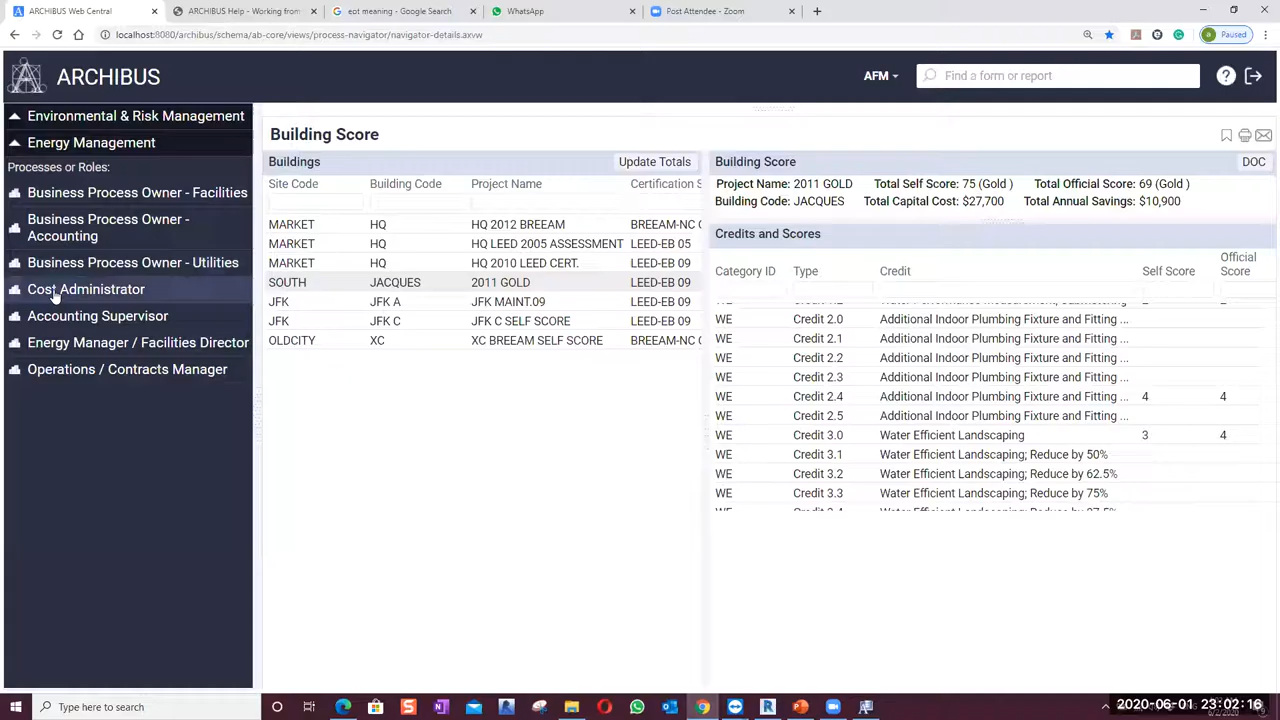 ARCHIBUS Web Central
ARCHIBUS Help - Working from
eot meaning - Google Search
WhatsApp
Post Attendee - Zoom
localhost:8080/archibus/schema/ab-core/views/process-navigator/navigator-details.axvw
Paused
ARCHIBUS
AFM
Find a form or report
Environmental & Risk Management
Energy Management
Processes or Roles:
Business Process Owner - Facilities
Business Process Owner -
Accounting
Business Process Owner - Utilities
Cost Administrator
Accounting Supervisor
Energy Manager / Facilities Director
Operations / Contracts Manager
Building Score
Buildings
Update Totals
Site Code Building Code Project Name Certification S
MARKET HQ HQ 2012 BREEAM BREEAM-NC
MARKET HQ HQ LEED 2005 ASSESSMENT LEED-EB 05
MARKET HQ HQ 2010 LEED CERT. LEED-EB 09
SOUTH JACQUES 2011 GOLD LEED-EB 09
JFK JFK A JFK MAINT.09 LEED-EB 09
JFK JFK C JFK C SELF SCORE LEED-EB 09
OLDCITY XC XC BREEAM SELF SCORE BREEAM-NC
Building Score
DOC
Project Name: 2011 GOLD Total Self Score: 75 (Gold ) Total Official Score: 69 (Gold )
Building Code: JACQUES Total Capital Cost: $27,700 Total Annual Savings: $10,900
Credits and Scores
Category ID Type Credit Self Score Official Score
WE Credit 2.0 Additional Indoor Plumbing Fixture and Fitting ...
WE Credit 2.1 Additional Indoor Plumbing Fixture and Fitting ...
WE Credit 2.2 Additional Indoor Plumbing Fixture and Fitting ...
WE Credit 2.3 Additional Indoor Plumbing Fixture and Fitting ...
WE Credit 2.4 Additional Indoor Plumbing Fixture and Fitting ... 4 4
WE Credit 2.5 Additional Indoor Plumbing Fixture and Fitting ...
WE Credit 3.0 Water Efficient Landscaping 3 4
WE Credit 3.1 Water Efficient Landscaping; Reduce by 50%
WE Credit 3.2 Water Efficient Landscaping; Reduce by 62.5%
WE Credit 3.3 Water Efficient Landscaping; Reduce by 75%
Type here to search
2020-06-01 23:02:16